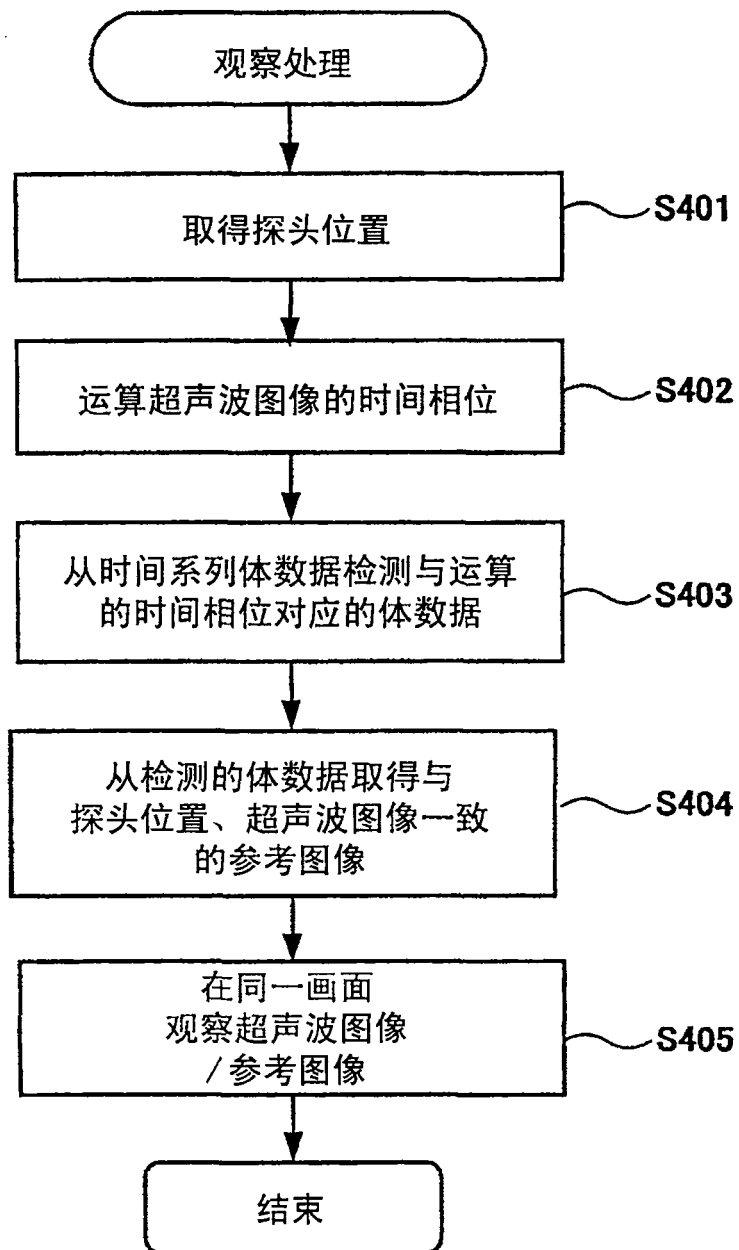 观察处理
取得探头位置
S401
运算超声波图像的时间相位
S402
从时间系列体数据检测与运算
的时间相位对应的体数据
S403
从检测的体数据取得与
探头位置、超声波图像一致
的参考图像
S404
在同一画面
观察超声波图像
/参考图像
S405
结束